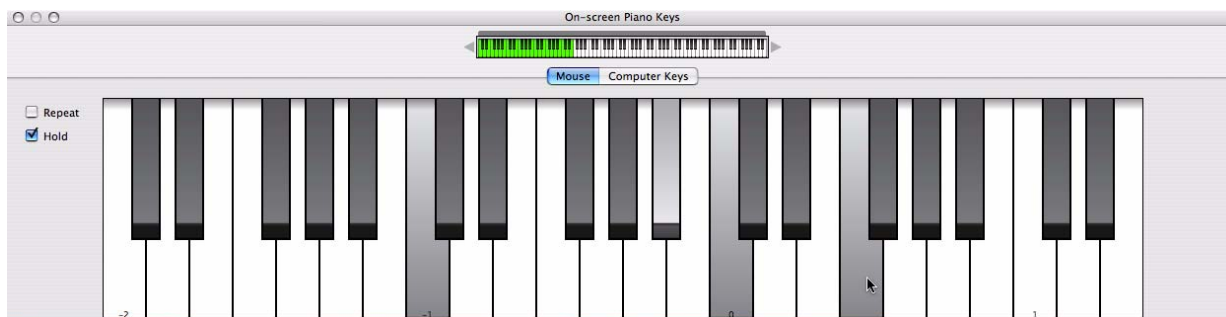 On-screen Piano Keys
Mouse Computer Keys
Repeat
Hold
-2 -1 0 1